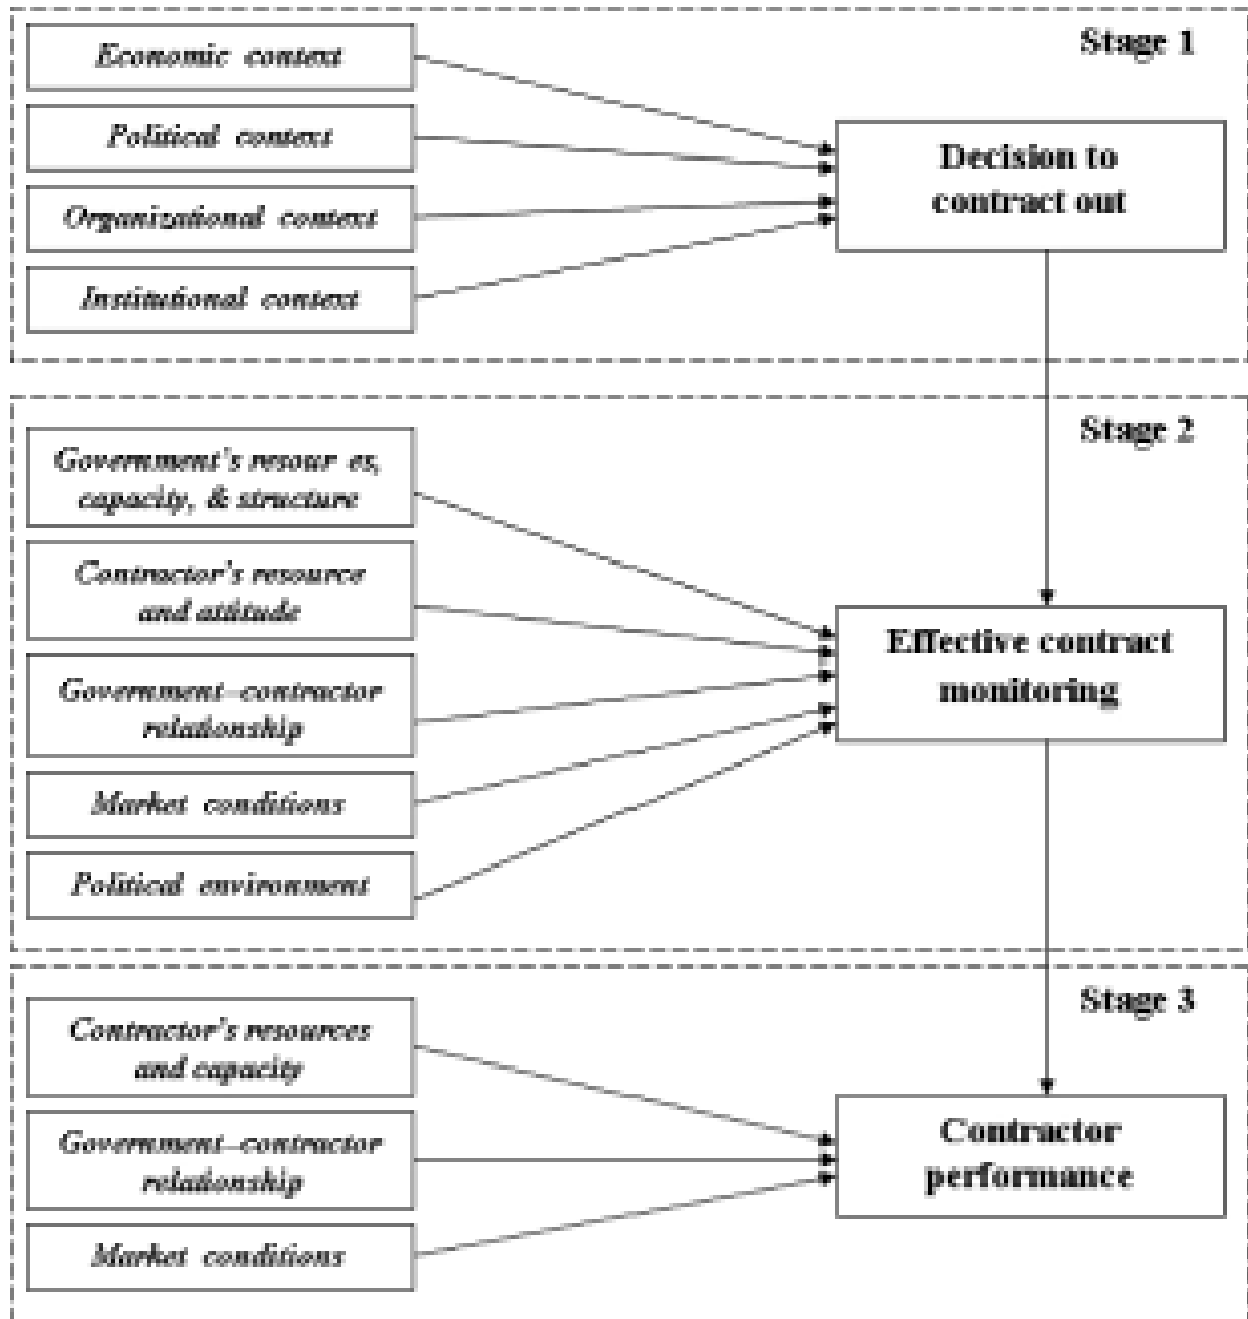 Stage 1
Economic context
Political context
Organizational context
Institutional context
Decision to
contract out
Stage 2
Government's resour es,
capacity, & structure
Contractor's resource
and attitude
Government–contractor
relationship
Market conditions
Political environment
Effective contract
monitoring
Stage 3
Contractor's resources
and capacity
Government–contractor
relationship
Market conditions
Contractor
performance